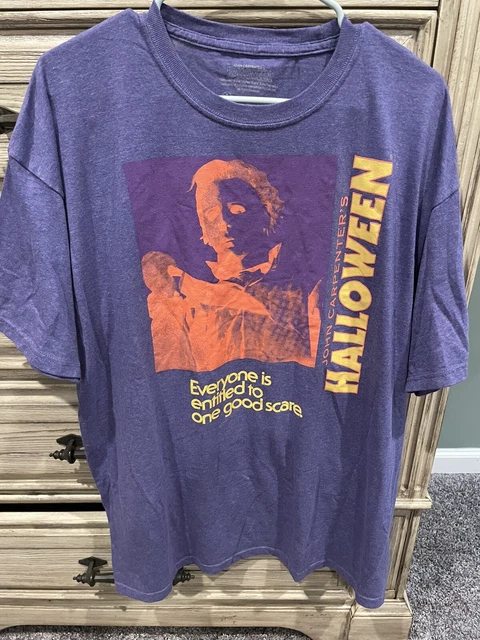 Everyone is
entitled to
one good scare.
JOHN CARPENTER'S
HALLOWEEN